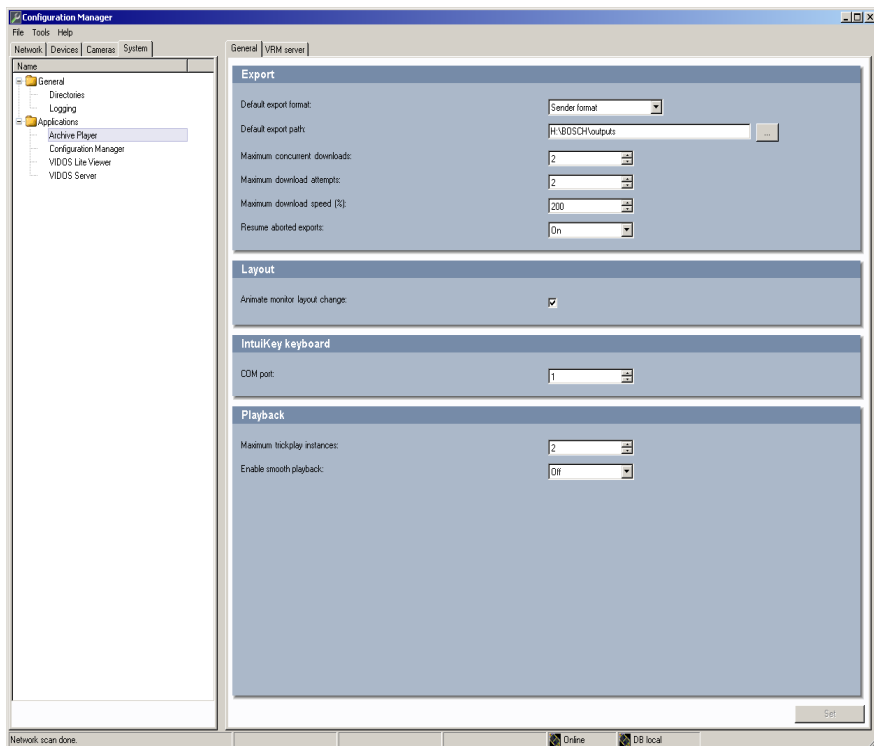 Configuration Manager
File Tools Help
Network Devices Cameras System
General VRM server
Name
General
Directories
Logging
Applications
Archive Player
Configuration Manager
VIDOS Lite Viewer
VIDOS Server
Export
Default export format: Sender format
Default export path: H:\BOSCH\outputs ...
Maximum concurrent downloads: 2
Maximum download attempts: 2
Maximum download speed (%): 200
Resume aborted exports: On
Layout
Animate monitor layout change:
IntuiKey keyboard
COM port: 1
Playback
Maximum trickplay instances: 2
Enable smooth playback: Off
Set
Network scan done. Online DB local